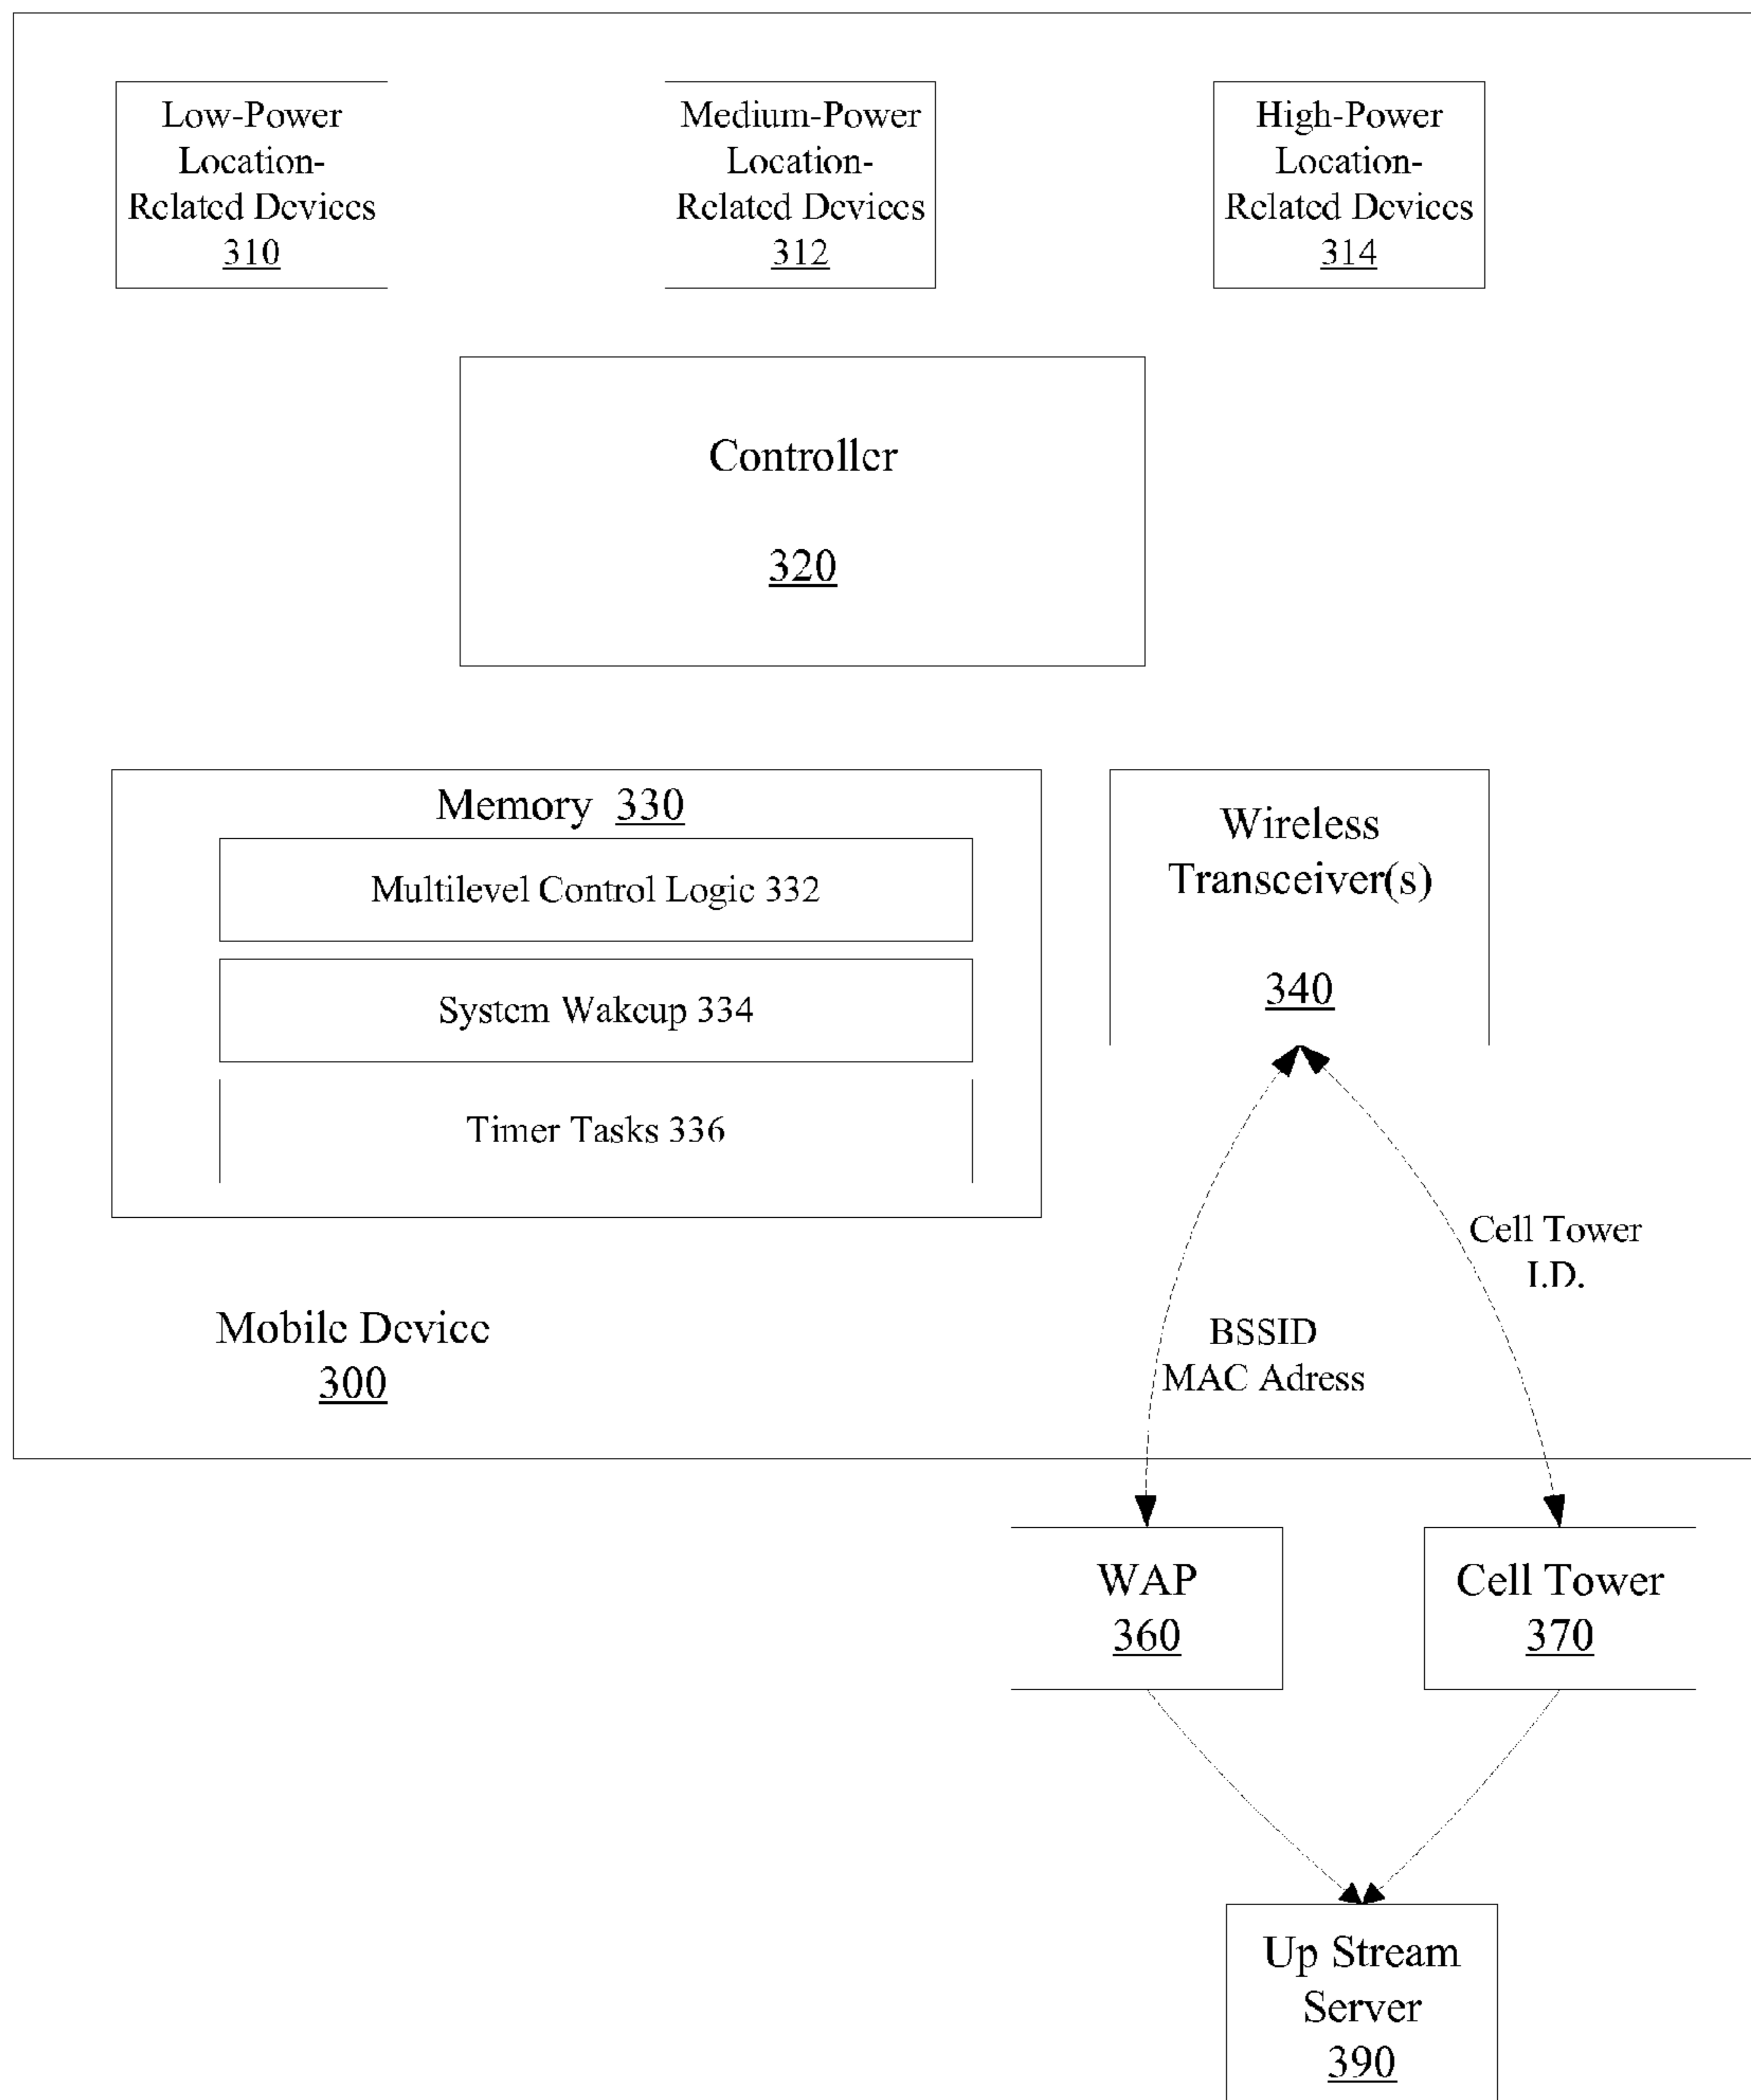 Low-Power
Location-
Related Devices
310
Medium-Power
Location-
Related Devices
312
High-Power
Location-
Related Devices
314
Controller
320
Memory 330
Multilevel Control Logic 332
System Wakeup 334
Timer Tasks 336
Wireless
Transceiver(s)
340
Cell Tower
I.D.
BSSID
MAC Adress
Mobile Device
300
WAP
360
Cell Tower
370
Up Stream
Server
390